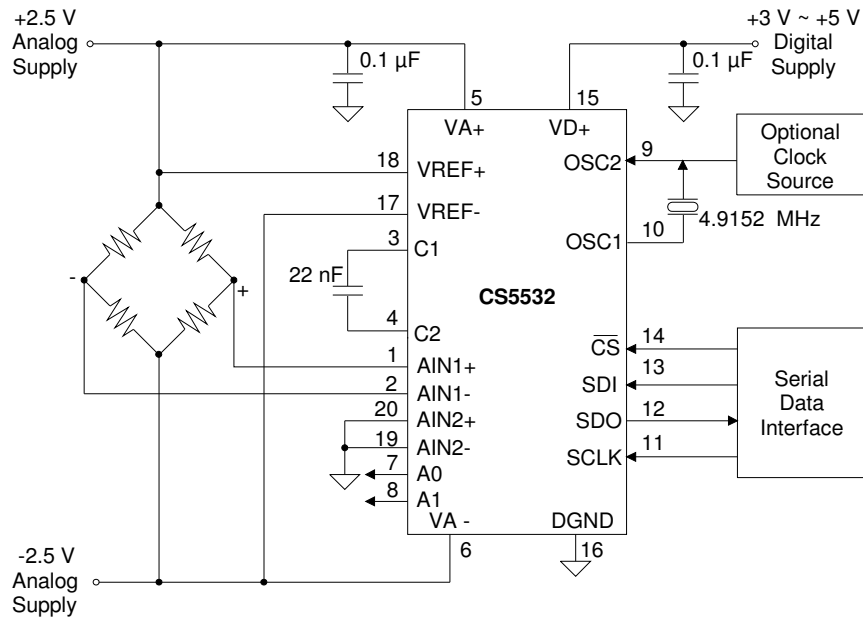 +2.5 V
Analog
Supply
+3 V ~ +5 V
Digital
Supply
0.1 µF
0.1 µF
5
15
VA+
VD+
18
VREF+
17
VREF-
3
C1
22 nF
4
C2
1
AIN1+
2
AIN1-
20
AIN2+
19
AIN2-
7
A0
8
A1
VA -
6
-
+
CS5532
OSC2
9
Optional
Clock
Source
4.9152 MHz
OSC1
10
CS
14
SDI
13
SDO
12
SCLK
11
Serial
Data
Interface
DGND
16
-2.5 V
Analog
Supply